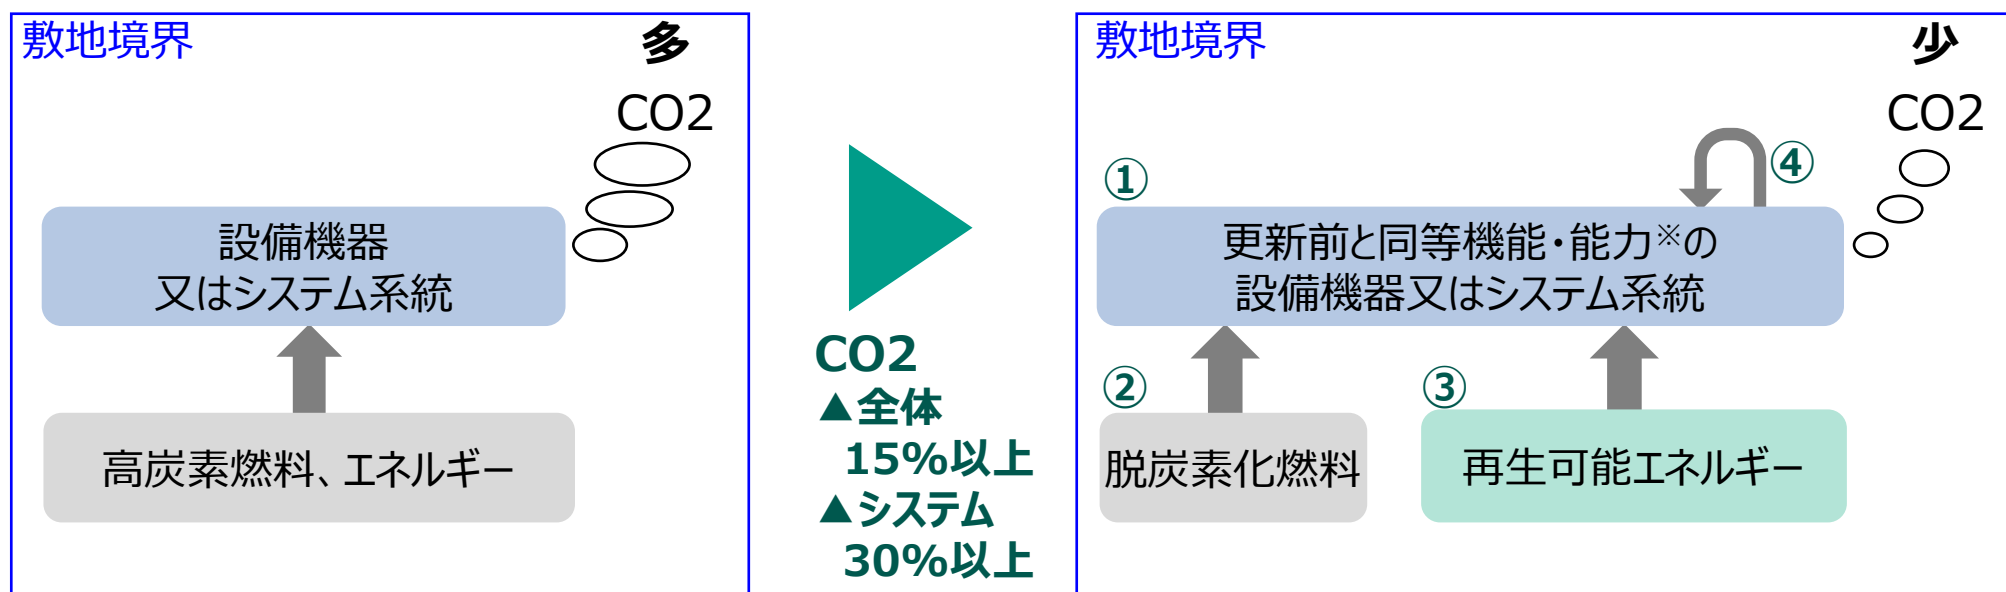 敷地境界
多
CO2
設備機器
又はシステム系統
高炭素燃料、エネルギー
CO2
▲全体
15%以上
▲システム
30%以上
敷地境界
少
CO2
①
④
更新前と同等機能・能力※の
設備機器又はシステム系統
②
③
脱炭素化燃料
再生可能エネルギー